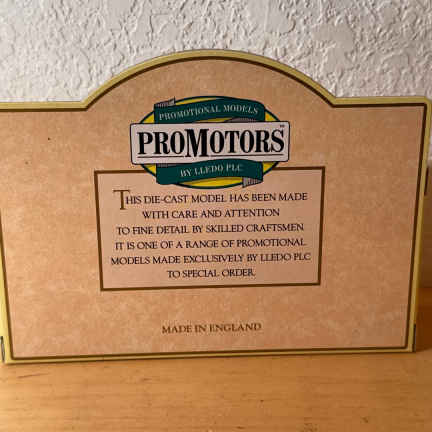 PROMOTIONAL MODELS
PROMOTORS™
BY LLEDO PLC
THIS DIE-CAST MODEL HAS BEEN MADE
WITH CARE AND ATTENTION
TO FINE DETAIL BY SKILLED CRAFTSMEN.
IT IS ONE OF A RANGE OF PROMOTIONAL
MODELS MADE EXCLUSIVELY BY LLEDO PLC
TO SPECIAL ORDER.
MADE IN ENGLAND